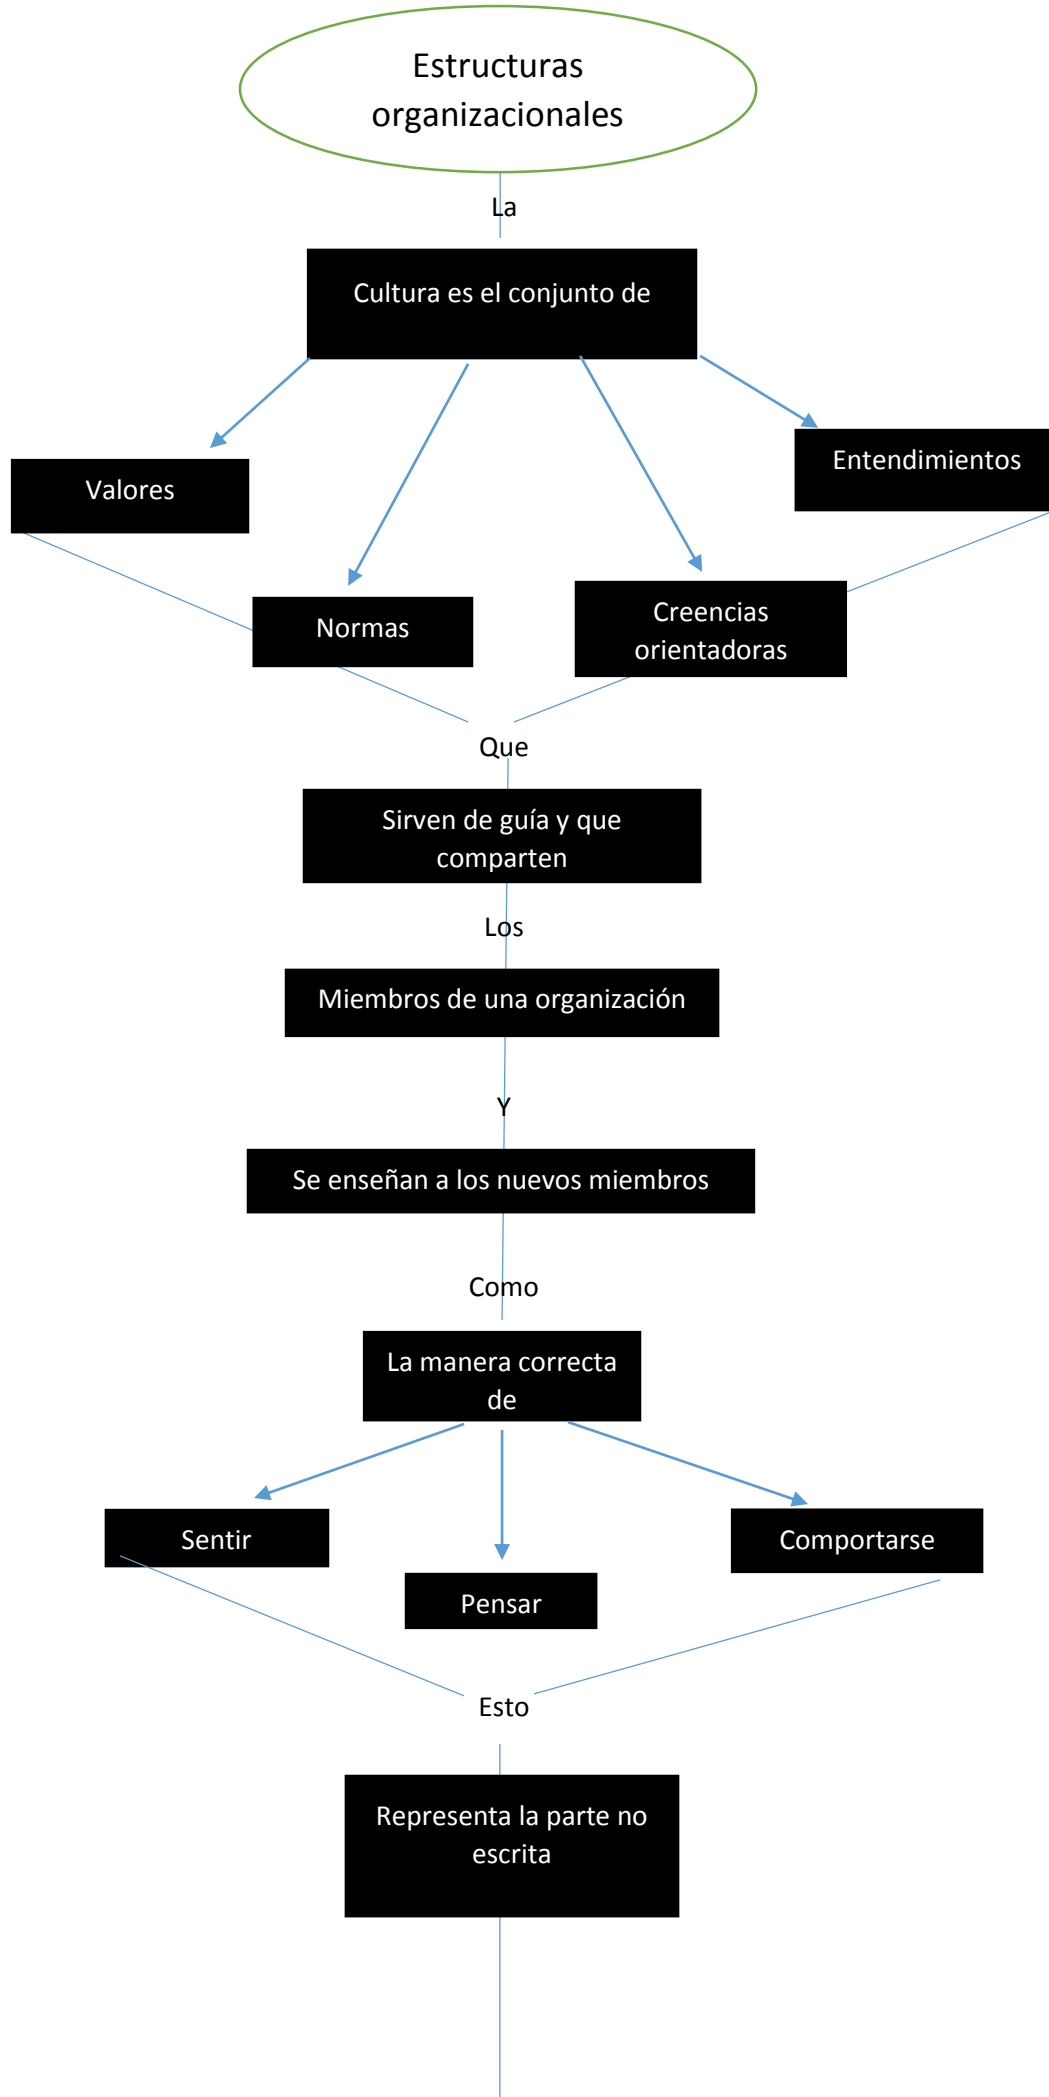 Estructuras
organizacionales
La
Cultura es el conjunto de
Entendimientos
Valores
Normas
Creencias
orientadoras
Que
Sirven de guía y que
comparten
Los
Miembros de una organización
Y
Se enseñan a los nuevos miembros
Como
La manera correcta
de
Sentir
Comportarse
Pensar
Esto
Representa la parte no
escrita